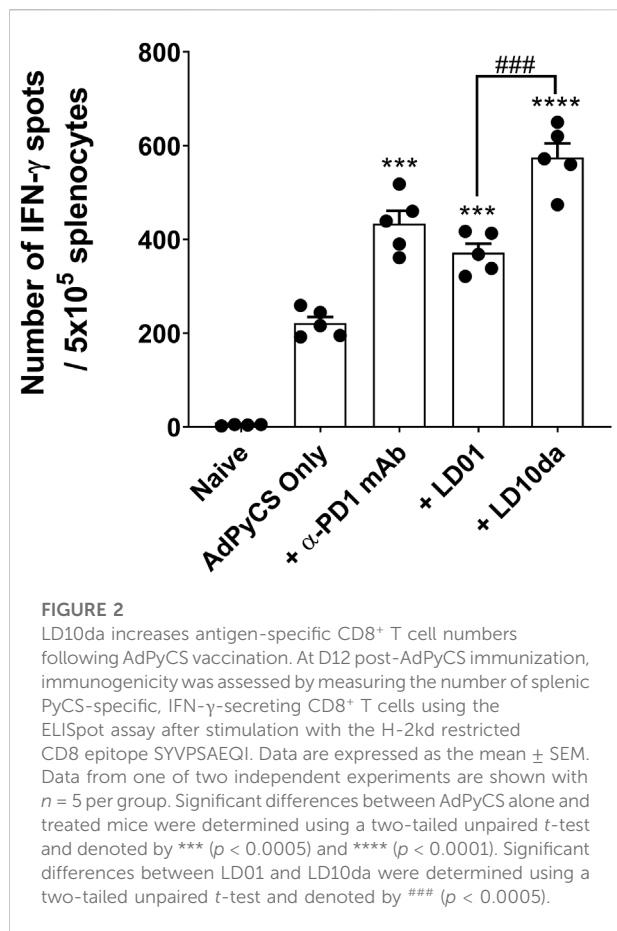 800
600
400
200
0
Number of IFN-γ spots
/ 5x10⁵ splenocytes
###
****
***
***
Naive
AdPyCS Only
+ α-PD1 mAb
+ LD01
+ LD10da
FIGURE 2
LD10da increases antigen-specific CD8⁺ T cell numbers
following AdPyCS vaccination. At D12 post-AdPyCS immunization,
immunogenicity was assessed by measuring the number of splenic
PyCS-specific, IFN-γ-secreting CD8⁺ T cells using the
ELISpot assay after stimulation with the H-2kd restricted
CD8 epitope SYVPSAEQI. Data are expressed as the mean ± SEM.
Data from one of two independent experiments are shown with
n = 5 per group. Significant differences between AdPyCS alone and
treated mice were determined using a two-tailed unpaired t-test
and denoted by *** (p < 0.0005) and **** (p < 0.0001). Significant
differences between LD01 and LD10da were determined using a
two-tailed unpaired t-test and denoted by ### (p < 0.0005).